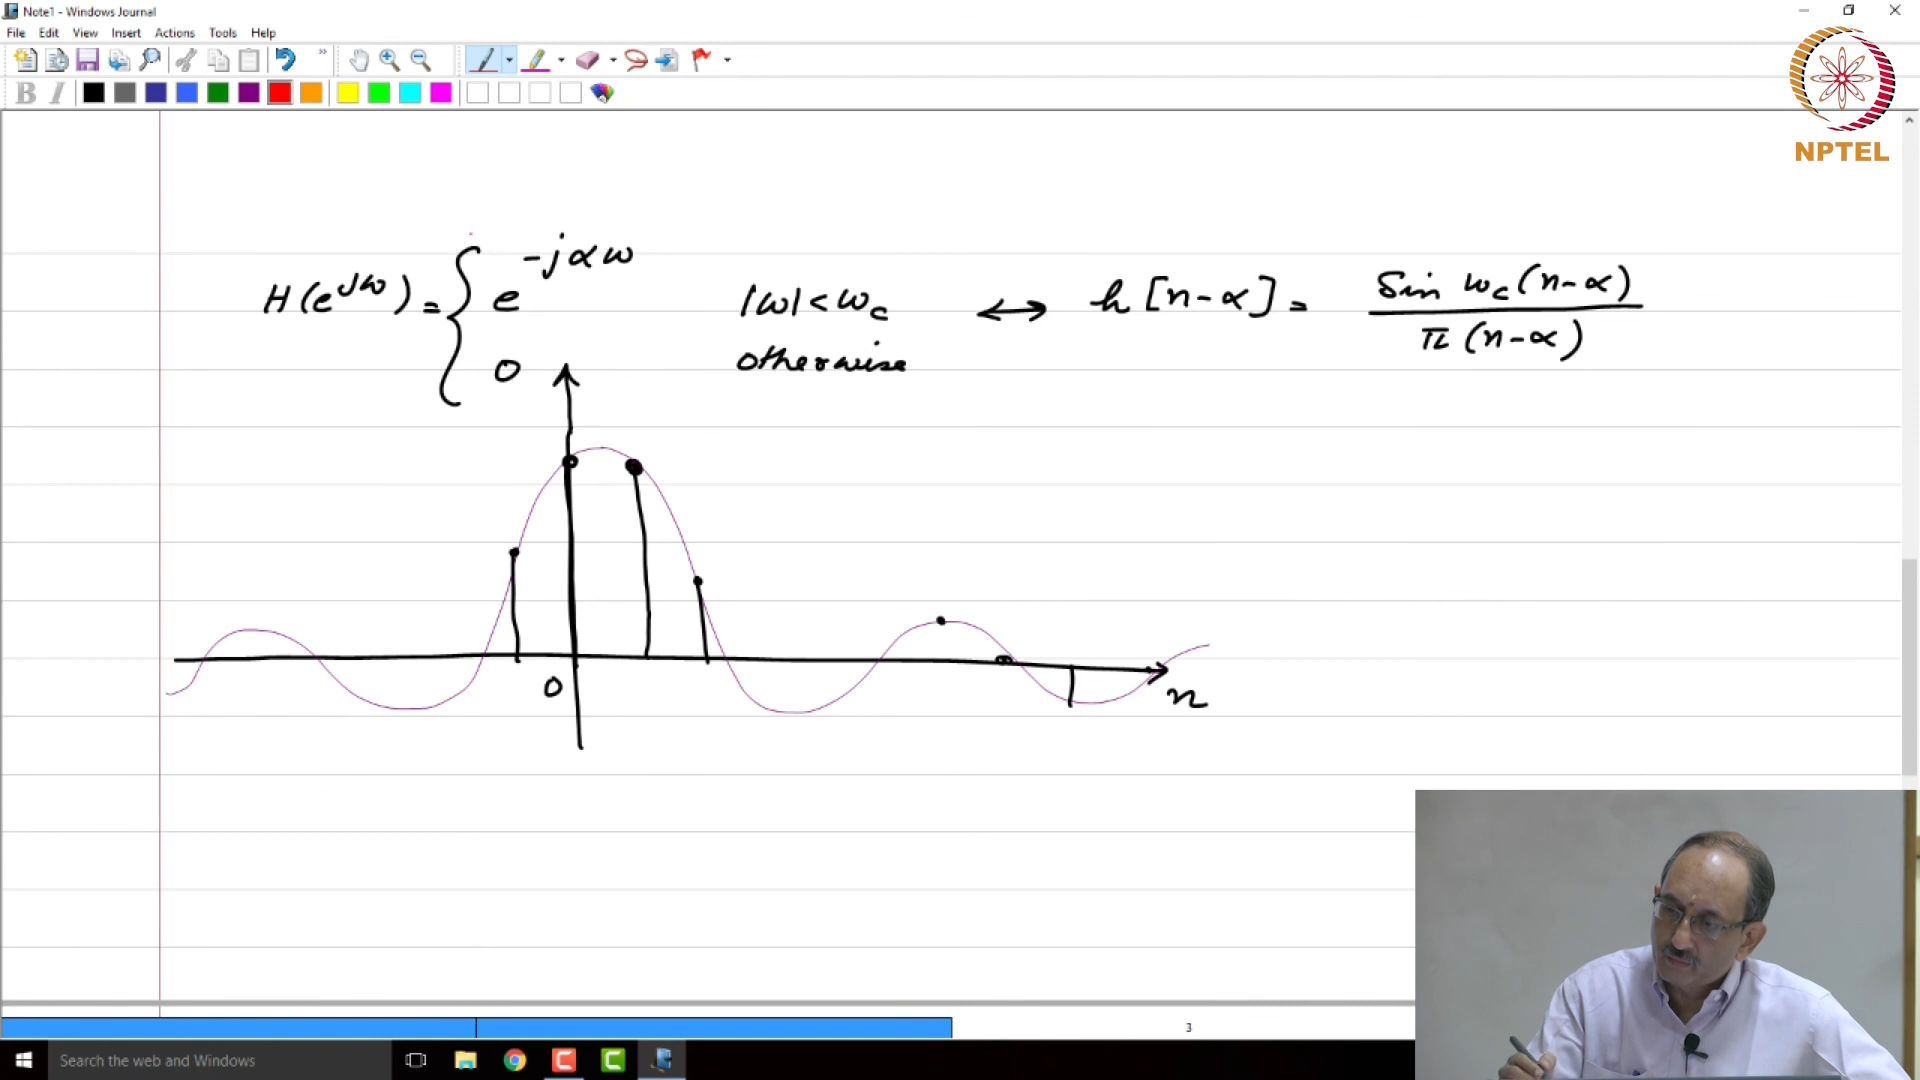 Note1 - Windows Journal
File Edit View Insert Actions Tools Help
B I
NPTEL
H(e^{jω}) = { e^{-jαω} |ω| < ω_c ↔ h[n-α] = Sin ω_c(n-α) / π(n-α)
0 otherwise
0
n
3
Search the web and Windows